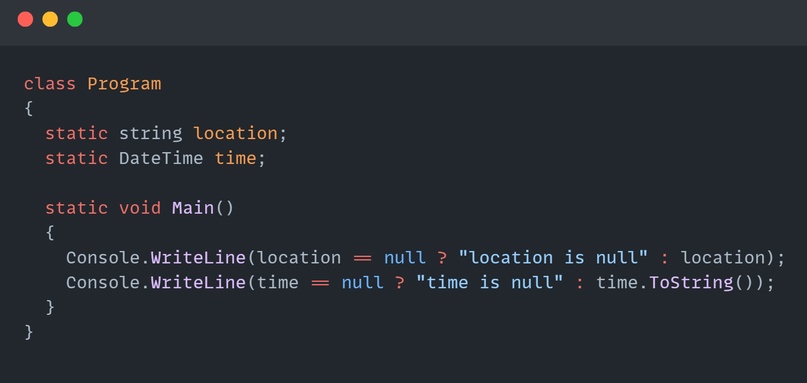 class Program
{
  static string location;
  static DateTime time;

  static void Main()
  {
    Console.WriteLine(location == null ? "location is null" : location);
    Console.WriteLine(time == null ? "time is null" : time.ToString());
  }
}